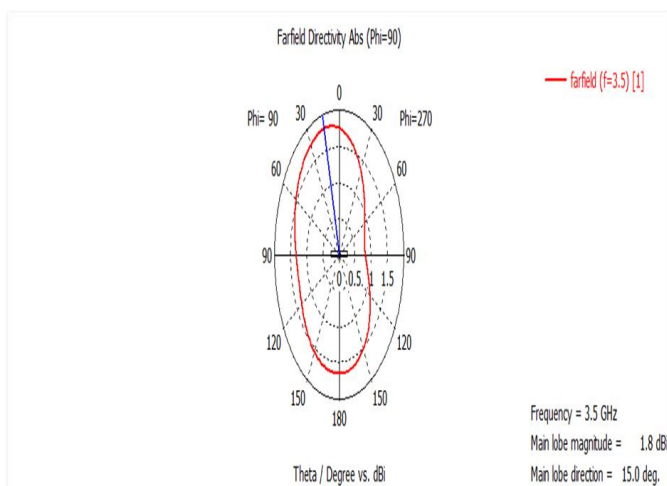 Farfield Directivity Abs (Phi=90)
farfield (f=3.5) [1]
0
Phi= 90 30 30 Phi=270
60 60
90 90
0 0.5 1 1.5
120 120
150 150
180
Theta / Degree vs. dBi
Frequency = 3.5 GHz
Main lobe magnitude = 1.8 dBi
Main lobe direction = 15.0 deg.